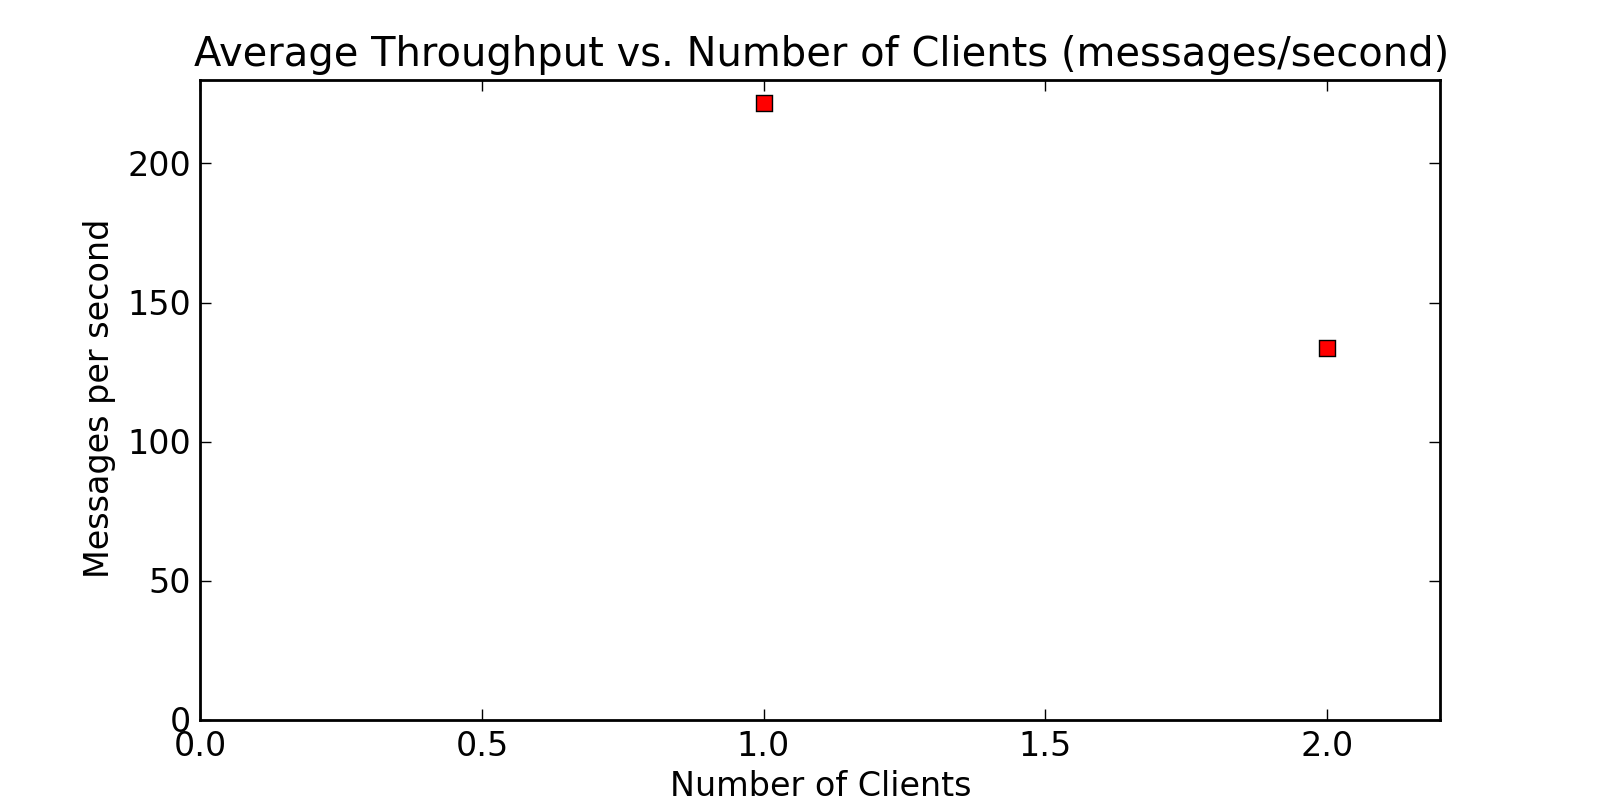 Average Throughput vs. Number of Clients (messages/second)
200
150
100
50
0
Messages per second
0.0 0.5 1.0 1.5 2.0
Number of Clients